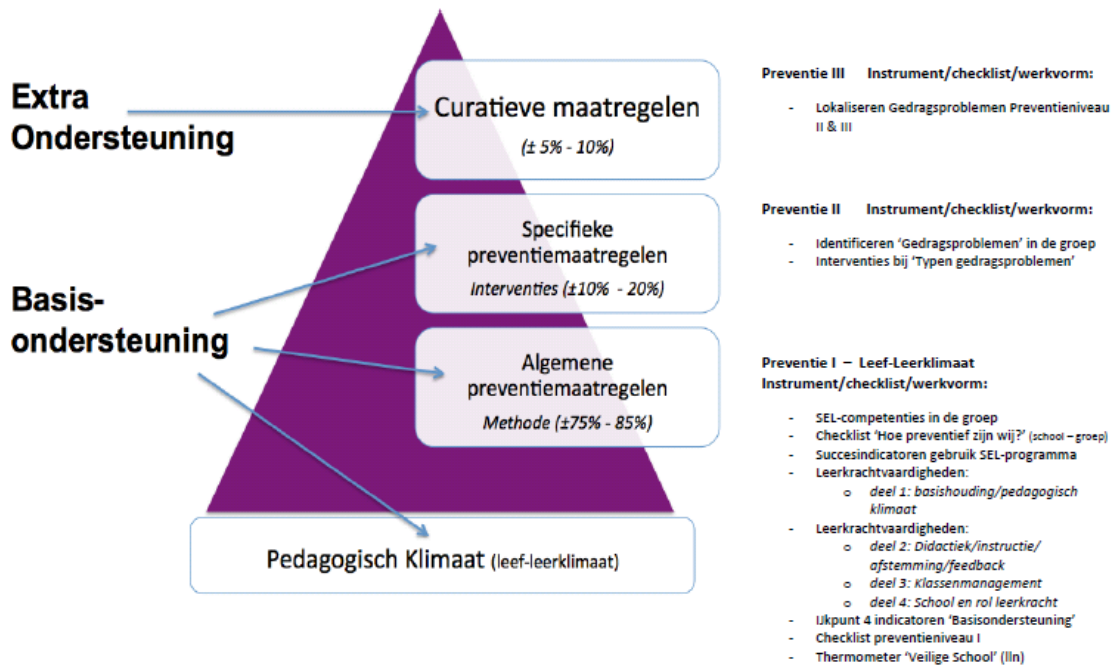 Extra
Ondersteuning
Basis-
ondersteuning
Curatieve maatregelen
(± 5% - 10%)
Specifieke
preventiemaatregelen
Interventies (±10%  - 20%)
Algemene
preventiemaatregelen
Methode (±75% - 85%)
Pedagogisch Klimaat (leef-leerklimaat)
Preventie III    Instrument/checklist/werkvorm:
- Lokaliseren Gedragsproblemen Preventieniveau
II & III
Preventie II    Instrument/checklist/werkvorm:
- Identificeren ‘Gedragsproblemen’ in de groep
- Interventies bij ‘Typen gedragsproblemen’
Preventie I – Leef-Leerklimaat
Instrument/checklist/werkvorm:
- SEL-competenties in de groep
- Checklist ‘Hoe preventief zijn wij?’ (school – groep)
- Succesindicatoren gebruik SEL-programma
- Leerkrachtvaardigheden:
o deel 1: basishouding/pedagogisch
klimaat
- Leerkrachtvaardigheden:
o deel 2: Didactiek/instructie/
afstemming/feedback
o deel 3: Klassenmanagement
o deel 4: School en rol leerkracht
- IJkpunt 4 indicatoren ‘Basisondersteuning’
- Checklist preventieniveau I
- Thermometer ‘Veilige School’ (lln)